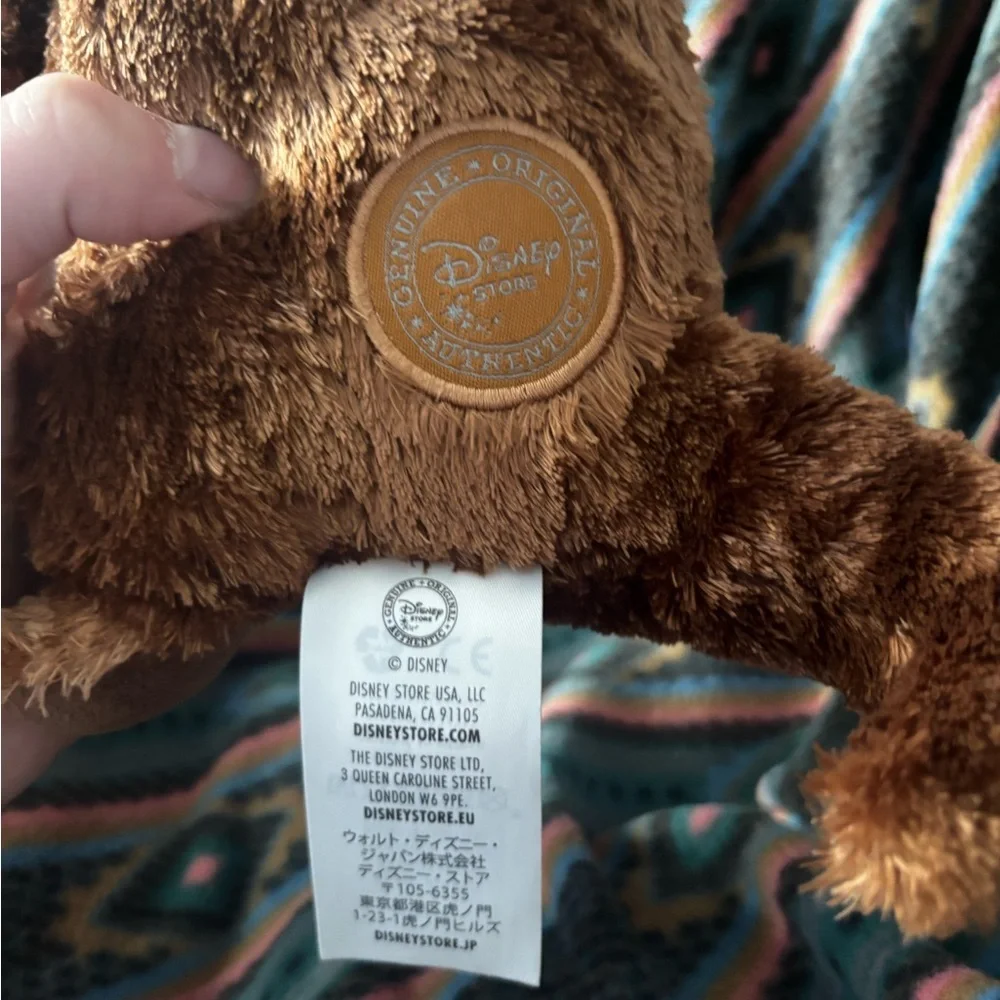 GENUINE * ORIGINAL * AUTHENTIC *
DISNEY
STORE
GENUINE • ORIGINAL • AUTHENTIC •
DISNEY
STORE
© DISNEY
DISNEY STORE USA, LLC
PASADENA, CA 91105
DISNEYSTORE.COM
THE DISNEY STORE LTD,
3 QUEEN CAROLINE STREET,
LONDON W6 9PE.
DISNEYSTORE.EU
ウォルト・ディズニー・
ジャパン株式会社
ディズニー・ストア
〒105-6355
東京都港区虎ノ門
1-23-1虎ノ門ヒルズ
DISNEYSTORE.JP